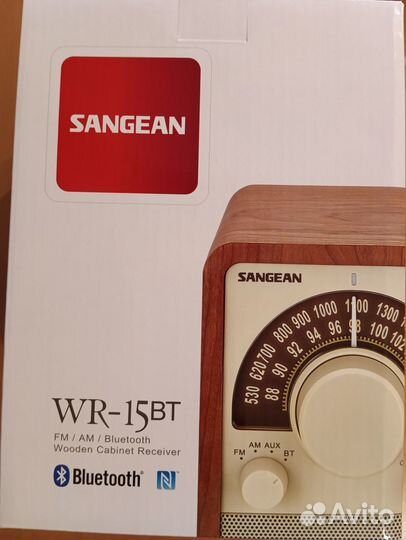 SANGEAN
SANGEAN
530 620 700 800 900 1000 1100 1300
88 90 92 94 96 98 100 102
AM AUX
FM BT
WR-15BT
FM / AM / Bluetooth
Wooden Cabinet Receiver
Bluetooth®
Avito